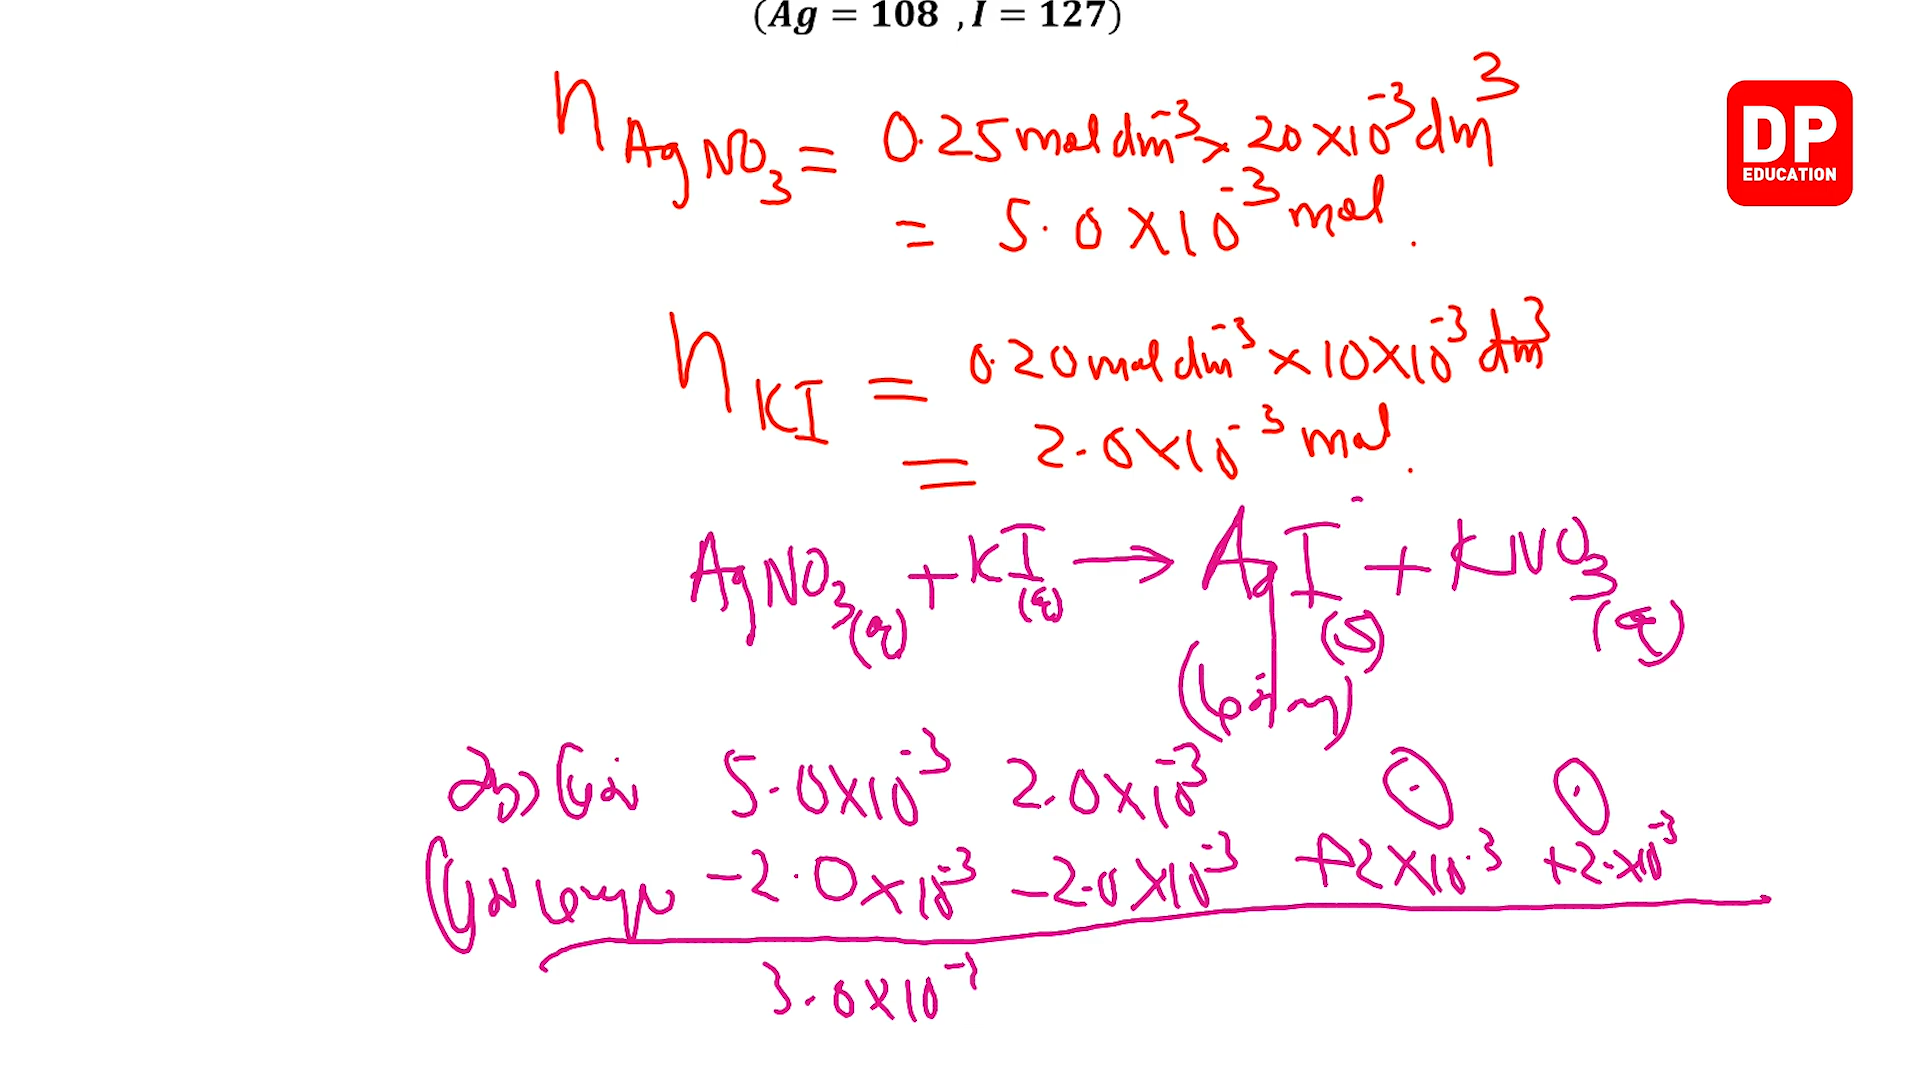 (Ag = 108 , I = 127)
DP
EDUCATION
n AgNO₃ = 0.25 mol dm⁻³ × 20 ×10⁻³ dm³
= 5.0 ×10⁻³ mol.
n KI = 0.20 mol dm⁻³ × 10×10⁻³ dm³
= 2.0×10⁻³ mol.
AgNO₃(aq) + KI(aq) → AgI(s) + KNO₃(aq)
5.0×10⁻³ 2.0×10⁻³ 0 0
-2.0×10⁻³ -2.0×10⁻³ +2×10⁻³ +2.×10⁻³
3.0×10